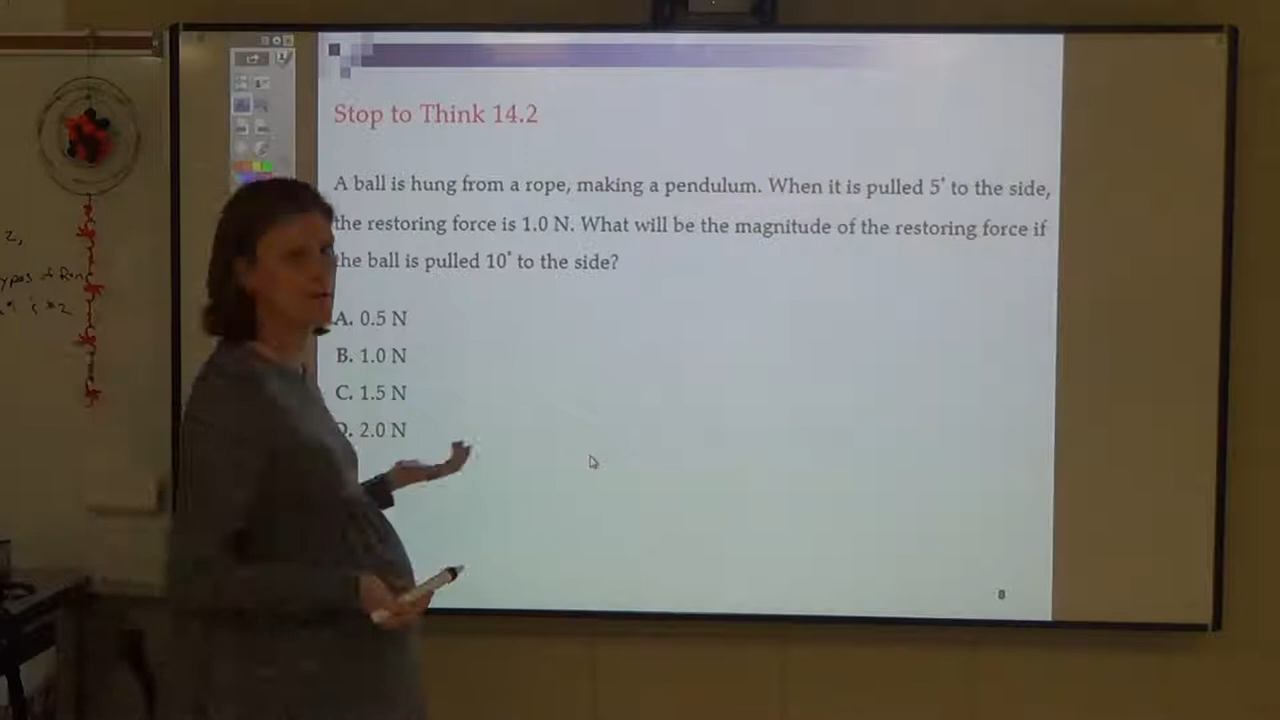 Stop to Think 14.2
A ball is hung from a rope, making a pendulum. When it is pulled 5° to the side,
the restoring force is 1.0 N. What will be the magnitude of the restoring force if
the ball is pulled 10° to the side?
A. 0.5 N
B. 1.0 N
C. 1.5 N
D. 2.0 N
8
2,